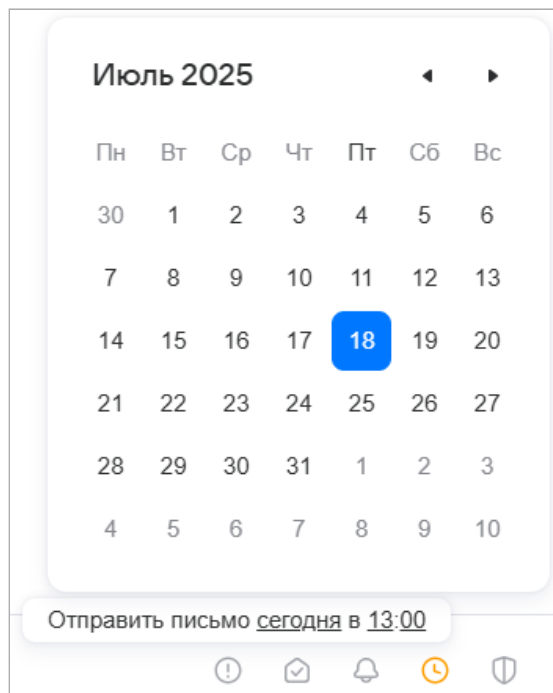 Июль 2025
Пн Вт Ср Чт Пт Сб Вс
30 1 2 3 4 5 6
7 8 9 10 11 12 13
14 15 16 17 18 19 20
21 22 23 24 25 26 27
28 29 30 31 1 2 3
4 5 6 7 8 9 10
Отправить письмо сегодня в 13:00